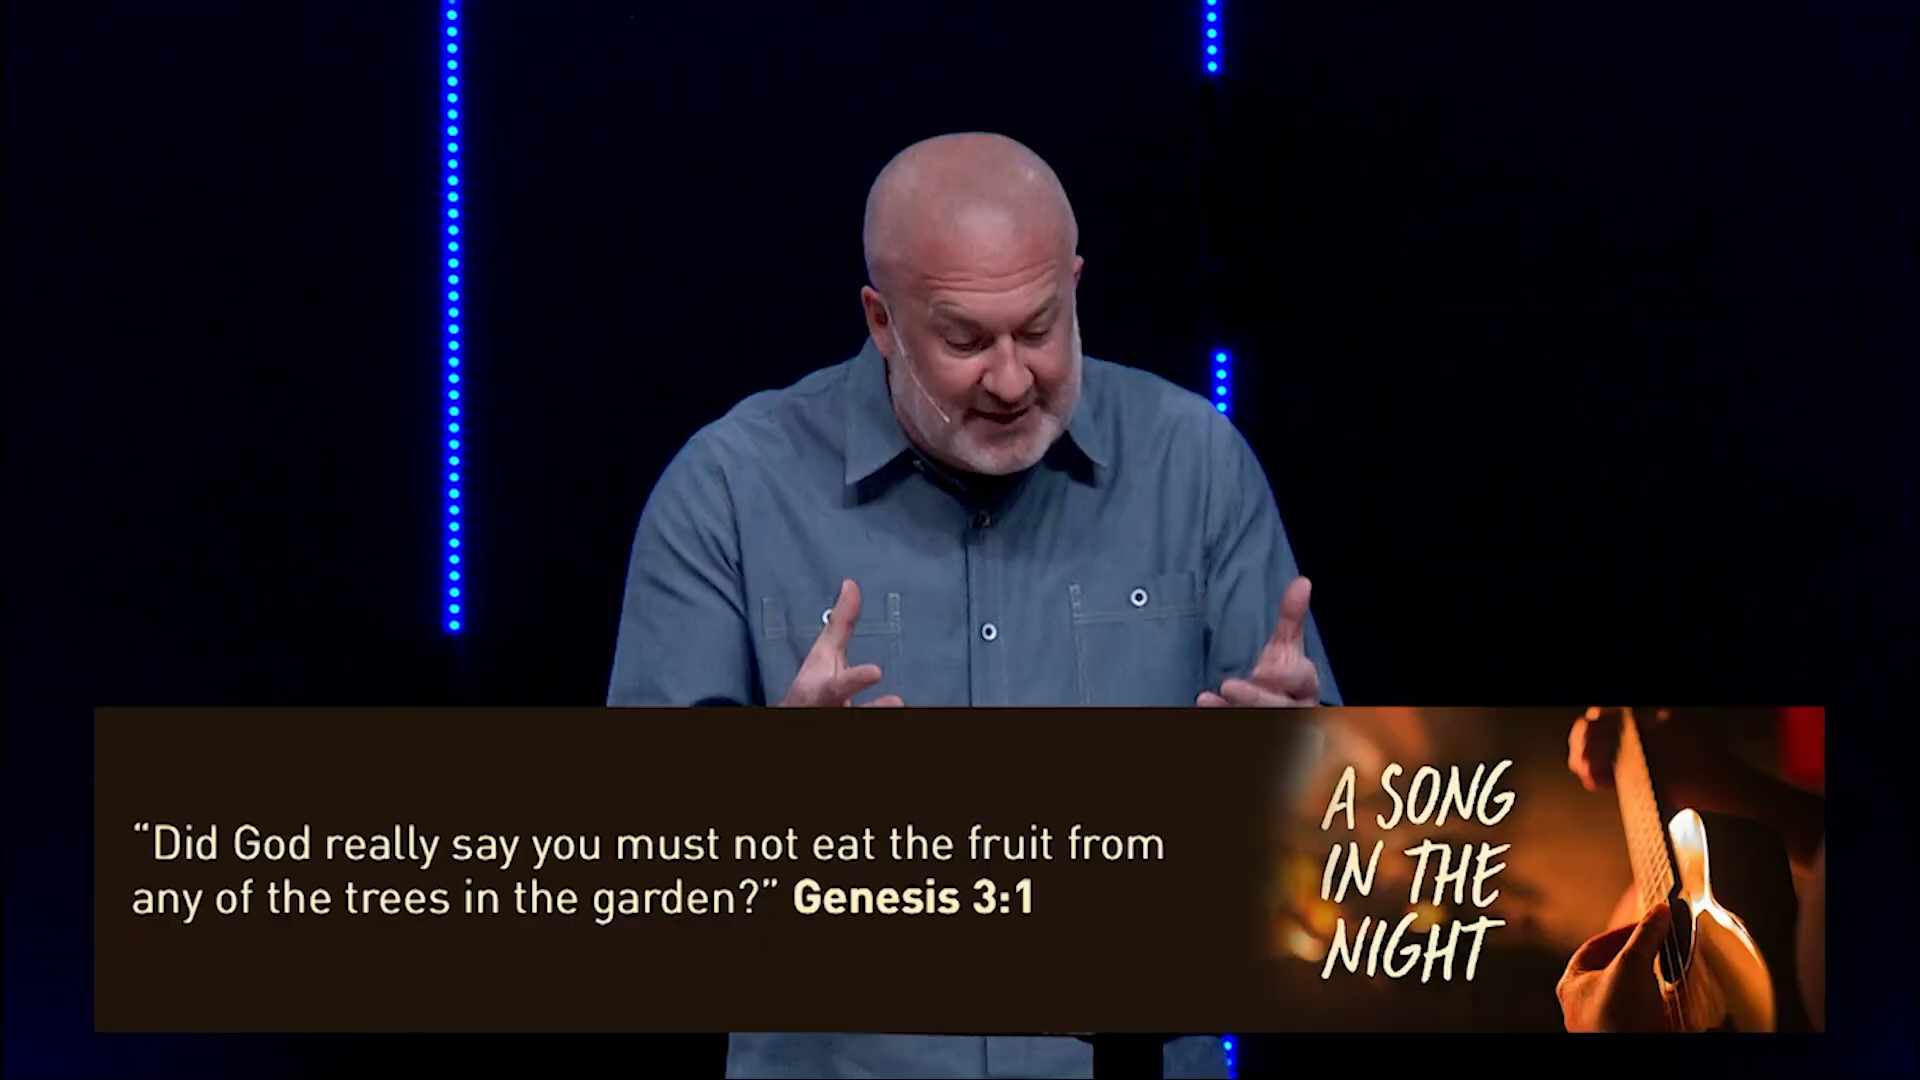 “Did God really say you must not eat the fruit from
any of the trees in the garden?” Genesis 3:1
A SONG
IN THE
NIGHT